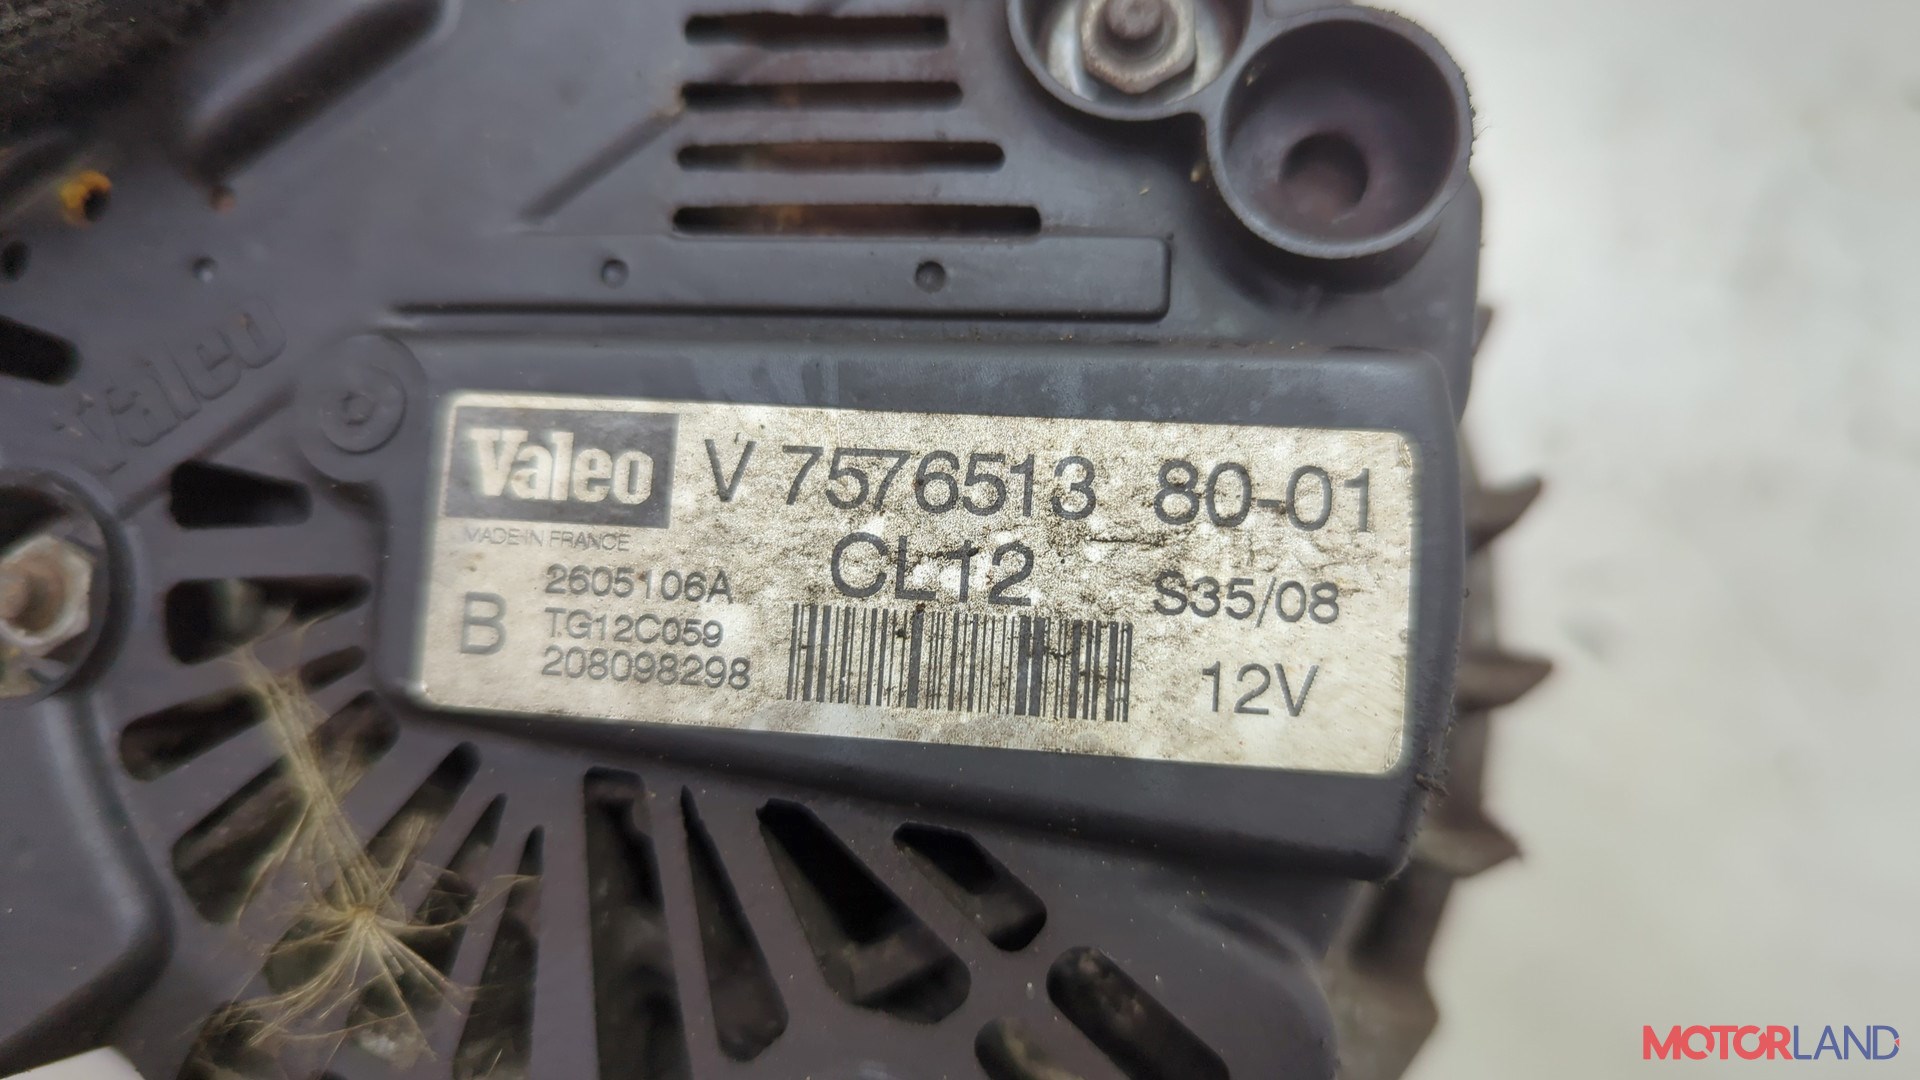 Valeo
Valeo V 7576513 80-01
MADE IN FRANCE
CL12
B
2605106A
TG12C059
208098298
S35/08
12V
MOTORLAND